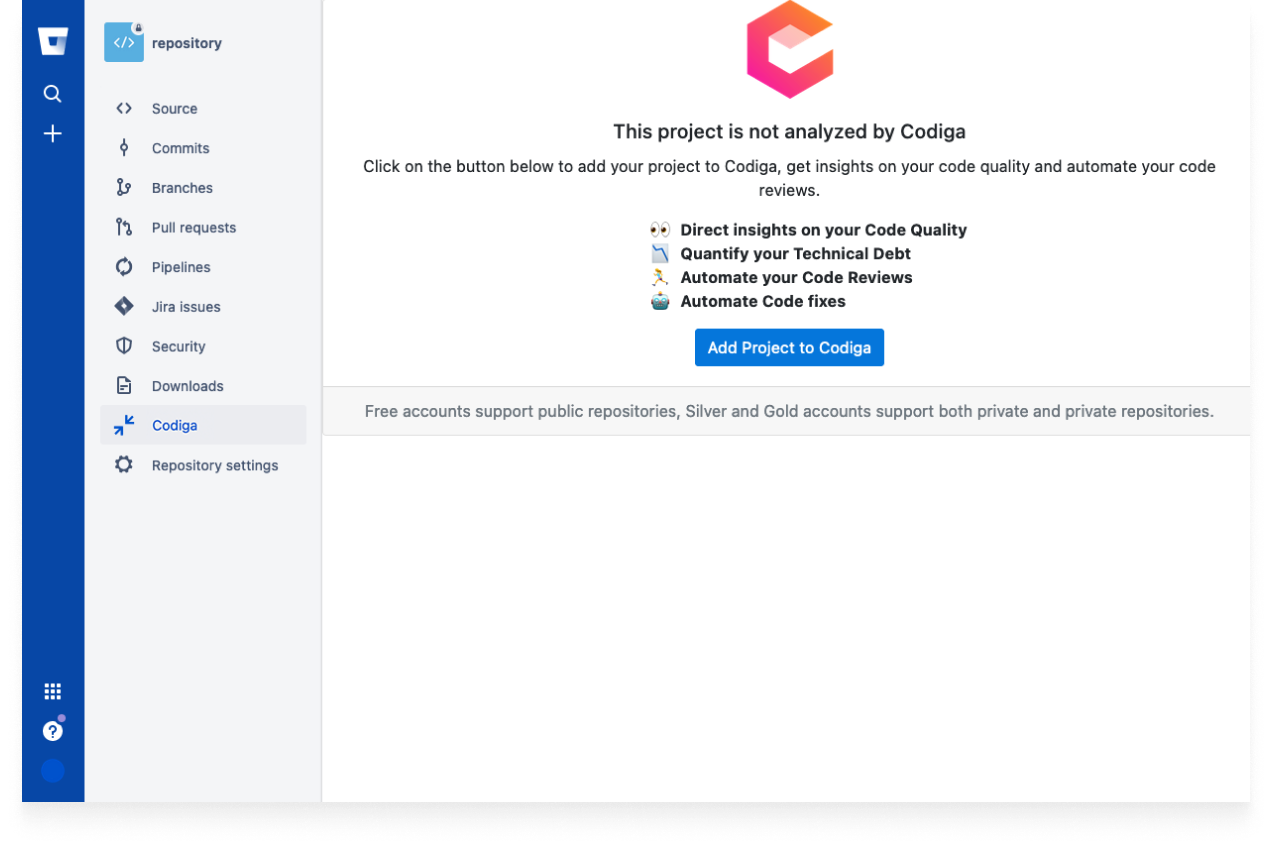 repository
Source
Commits
Branches
Pull requests
Pipelines
Jira issues
Security
Downloads
Codiga
Repository settings
This project is not analyzed by Codiga
Click on the button below to add your project to Codiga, get insights on your code quality and automate your code
reviews.
Direct insights on your Code Quality
Quantify your Technical Debt
Automate your Code Reviews
Automate Code fixes
Add Project to Codiga
Free accounts support public repositories, Silver and Gold accounts support both private and private repositories.